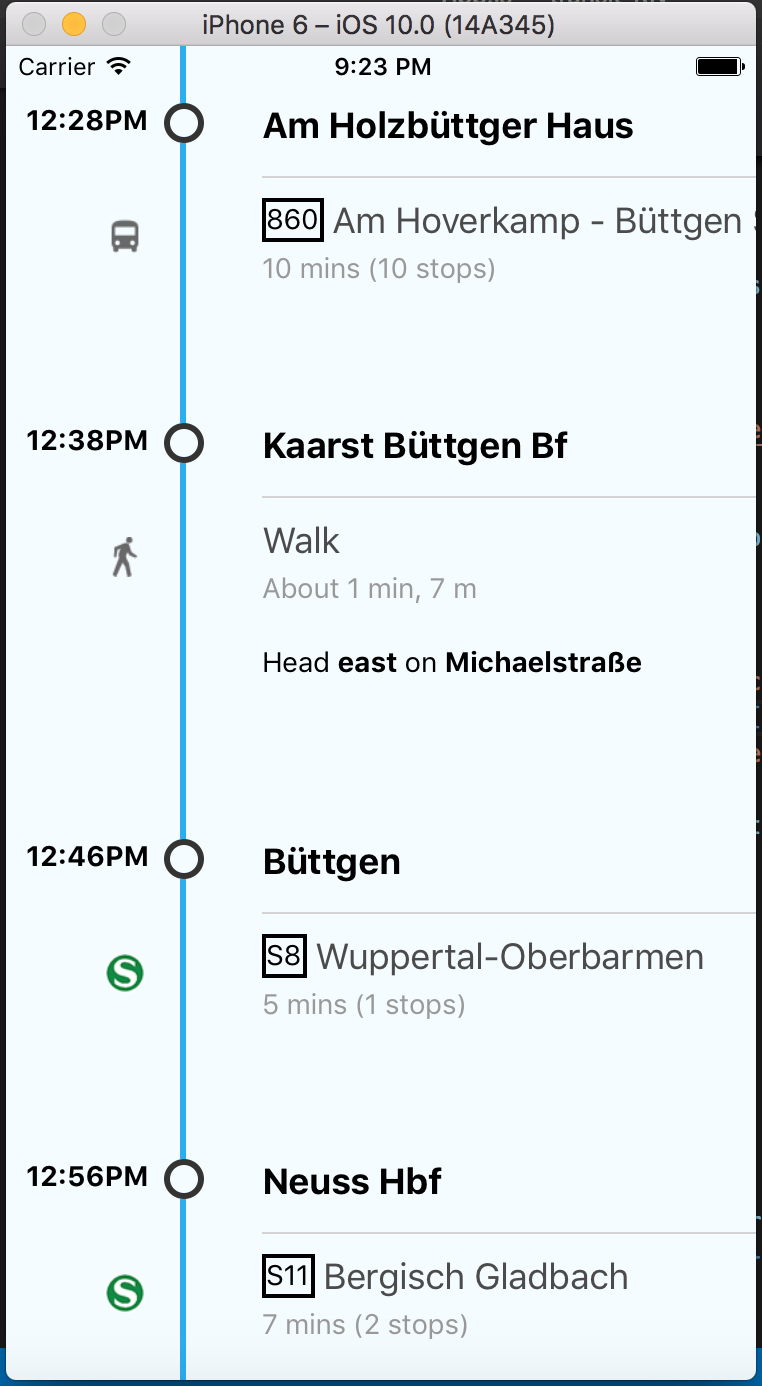 iPhone 6 – iOS 10.0 (14A345)
Carrier 9:23 PM
12:28PM Am Holzbüttger Haus
860 Am Hoverkamp - Büttgen
10 mins (10 stops)
12:38PM Kaarst Büttgen Bf
Walk
About 1 min, 7 m
Head east on Michaelstraße
12:46PM Büttgen
S8 Wuppertal-Oberbarmen
5 mins (1 stops)
12:56PM Neuss Hbf
S11 Bergisch Gladbach
7 mins (2 stops)